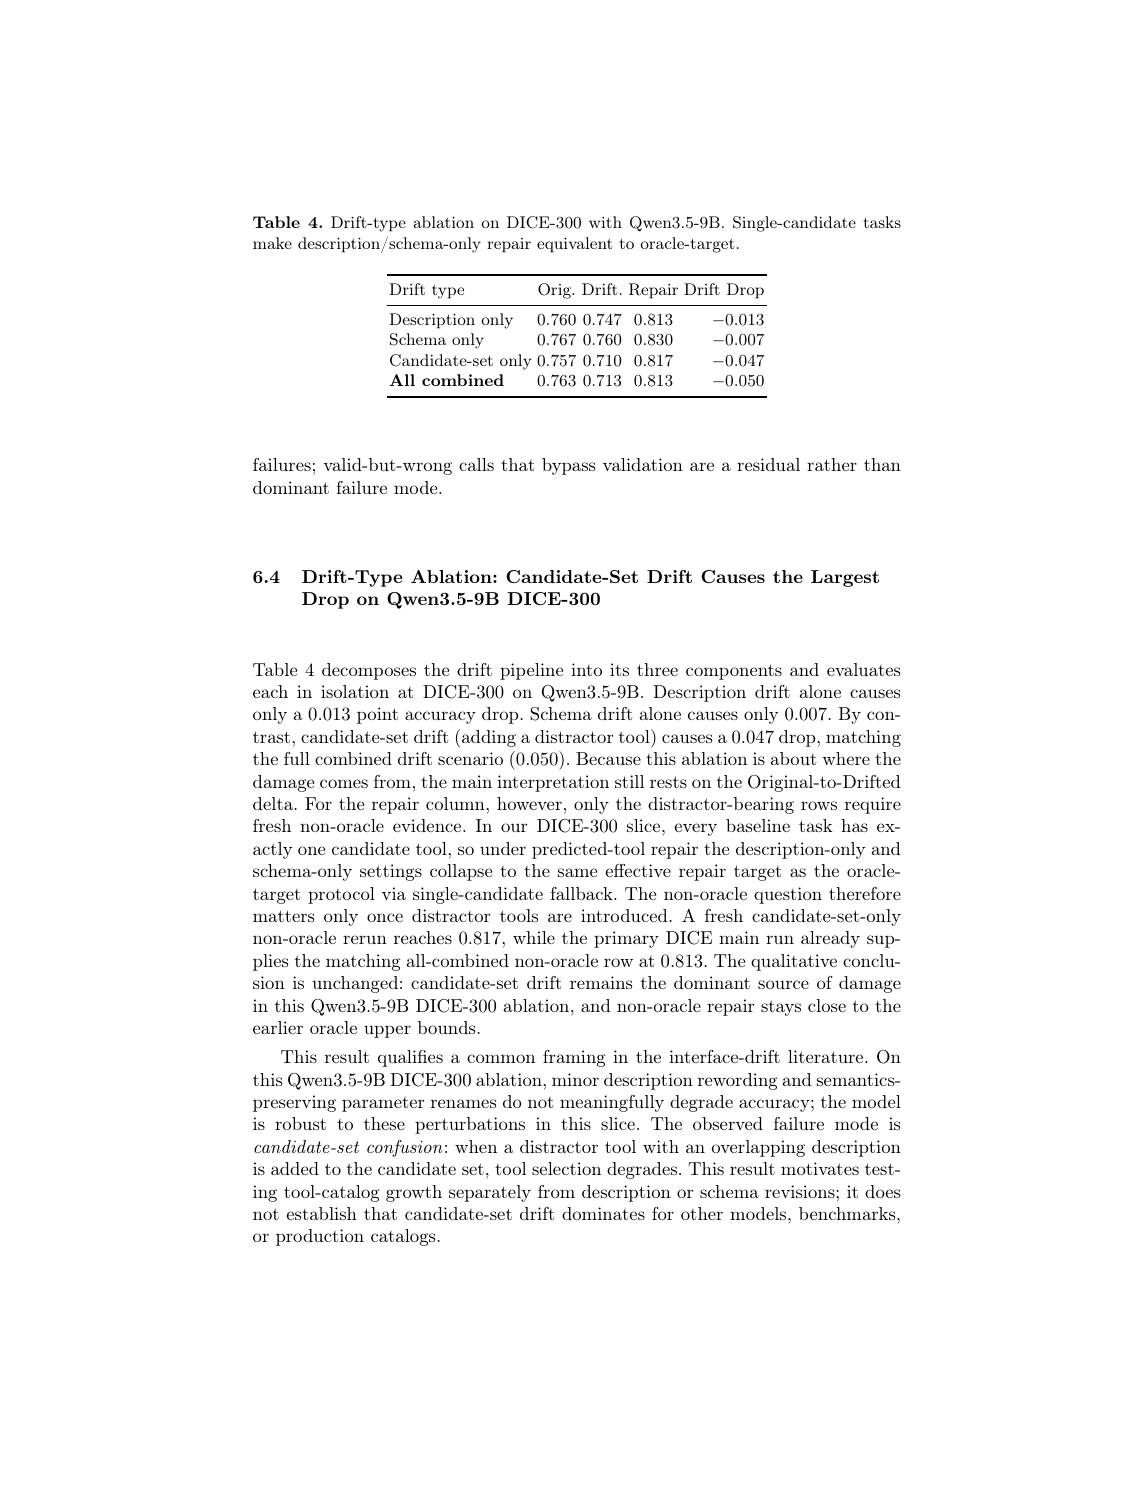 Table 4. Drift-type ablation on DICE-300 with Qwen3.5-9B. Single-candidate tasks
make description/schema-only repair equivalent to oracle-target.
Drift type Orig. Drift. Repair Drift Drop
Description only 0.760 0.747 0.813 −0.013
Schema only 0.767 0.760 0.830 −0.007
Candidate-set only 0.757 0.710 0.817 −0.047
All combined 0.763 0.713 0.813 −0.050
failures; valid-but-wrong calls that bypass validation are a residual rather than
dominant failure mode.
6.4 Drift-Type Ablation: Candidate-Set Drift Causes the Largest
Drop on Qwen3.5-9B DICE-300
Table 4 decomposes the drift pipeline into its three components and evaluates
each in isolation at DICE-300 on Qwen3.5-9B. Description drift alone causes
only a 0.013 point accuracy drop. Schema drift alone causes only 0.007. By con-
trast, candidate-set drift (adding a distractor tool) causes a 0.047 drop, matching
the full combined drift scenario (0.050). Because this ablation is about where the
damage comes from, the main interpretation still rests on the Original-to-Drifted
delta. For the repair column, however, only the distractor-bearing rows require
fresh non-oracle evidence. In our DICE-300 slice, every baseline task has ex-
actly one candidate tool, so under predicted-tool repair the description-only and
schema-only settings collapse to the same effective repair target as the oracle-
target protocol via single-candidate fallback. The non-oracle question therefore
matters only once distractor tools are introduced. A fresh candidate-set-only
non-oracle rerun reaches 0.817, while the primary DICE main run already sup-
plies the matching all-combined non-oracle row at 0.813. The qualitative conclu-
sion is unchanged: candidate-set drift remains the dominant source of damage
in this Qwen3.5-9B DICE-300 ablation, and non-oracle repair stays close to the
earlier oracle upper bounds.
This result qualifies a common framing in the interface-drift literature. On
this Qwen3.5-9B DICE-300 ablation, minor description rewording and semantics-
preserving parameter renames do not meaningfully degrade accuracy; the model
is robust to these perturbations in this slice. The observed failure mode is
candidate-set confusion: when a distractor tool with an overlapping description
is added to the candidate set, tool selection degrades. This result motivates test-
ing tool-catalog growth separately from description or schema revisions; it does
not establish that candidate-set drift dominates for other models, benchmarks,
or production catalogs.